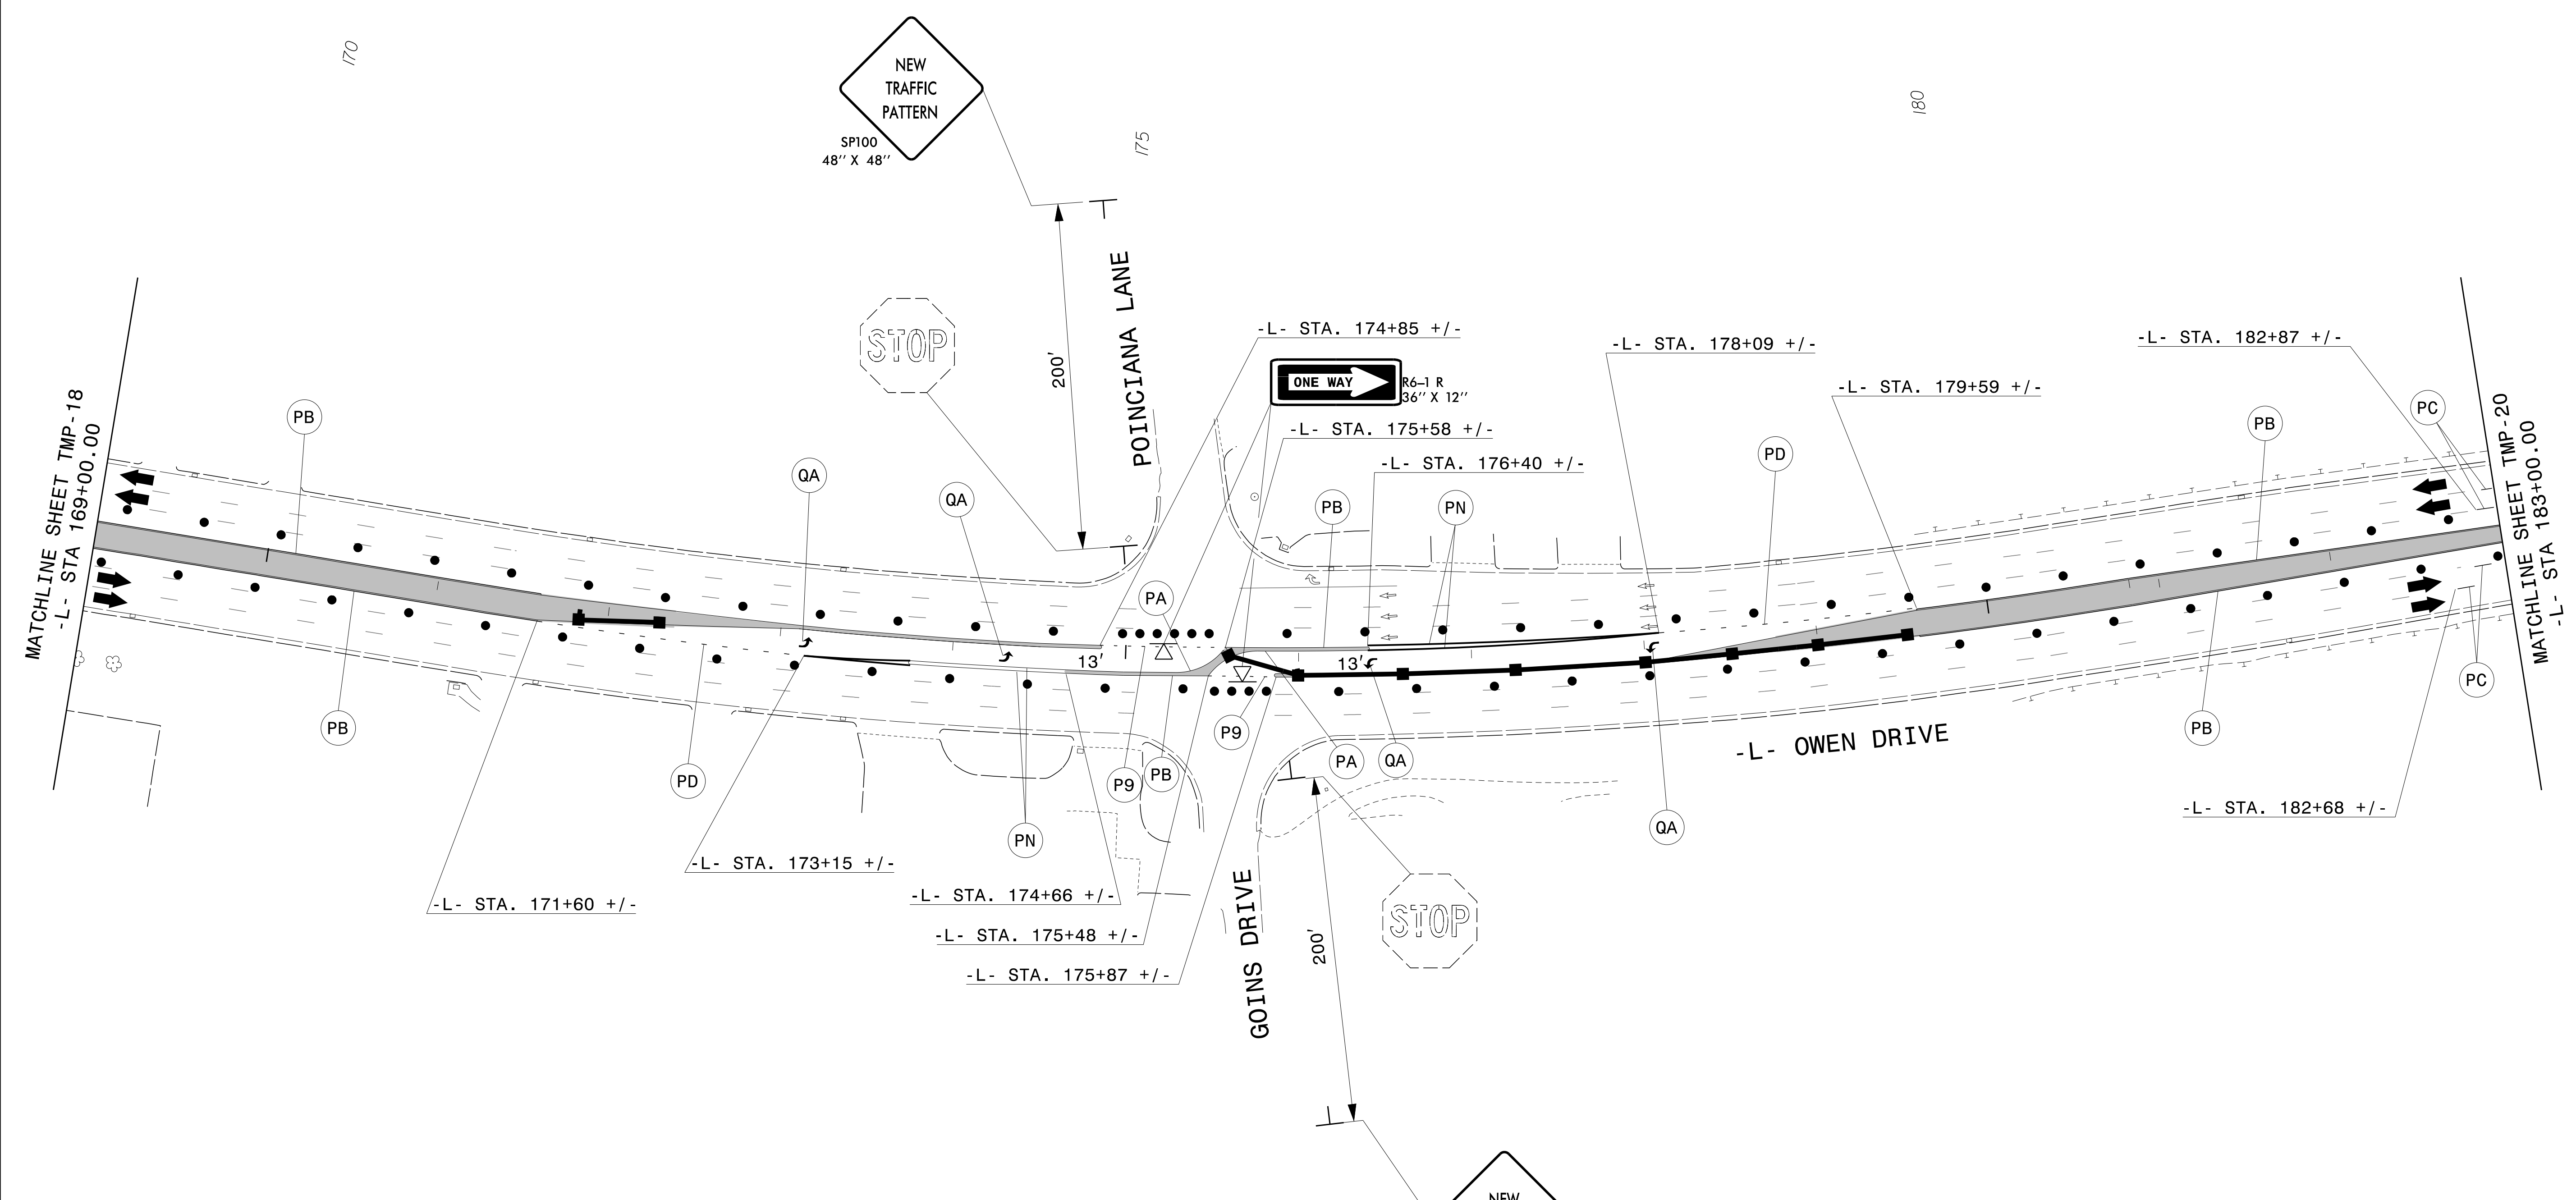 170
NEW
TRAFFIC
PATTERN
SP100
48'' X 48''
175
180
POINCIANA LANE
200'
STOP
-L- STA. 174+85 +/-
ONE WAY
R6-1 R
36'' X 12''
-L- STA. 175+58 +/-
-L- STA. 176+40 +/-
-L- STA. 178+09 +/-
-L- STA. 179+59 +/-
-L- STA. 182+87 +/-
MATCHLINE SHEET TMP-18
-L- STA 169+00.00
MATCHLINE SHEET TMP-20
-L- STA 183+00.00
PB
QA
QA
PB
PN
PD
PB
PC
PA
13'
13'
PB
PD
PN
P9
PB
P9
PA
QA
QA
PB
PC
-L- OWEN DRIVE
-L- STA. 171+60 +/-
-L- STA. 173+15 +/-
-L- STA. 174+66 +/-
-L- STA. 175+48 +/-
-L- STA. 175+87 +/-
-L- STA. 182+68 +/-
GOINS DRIVE
200'
STOP
NEW